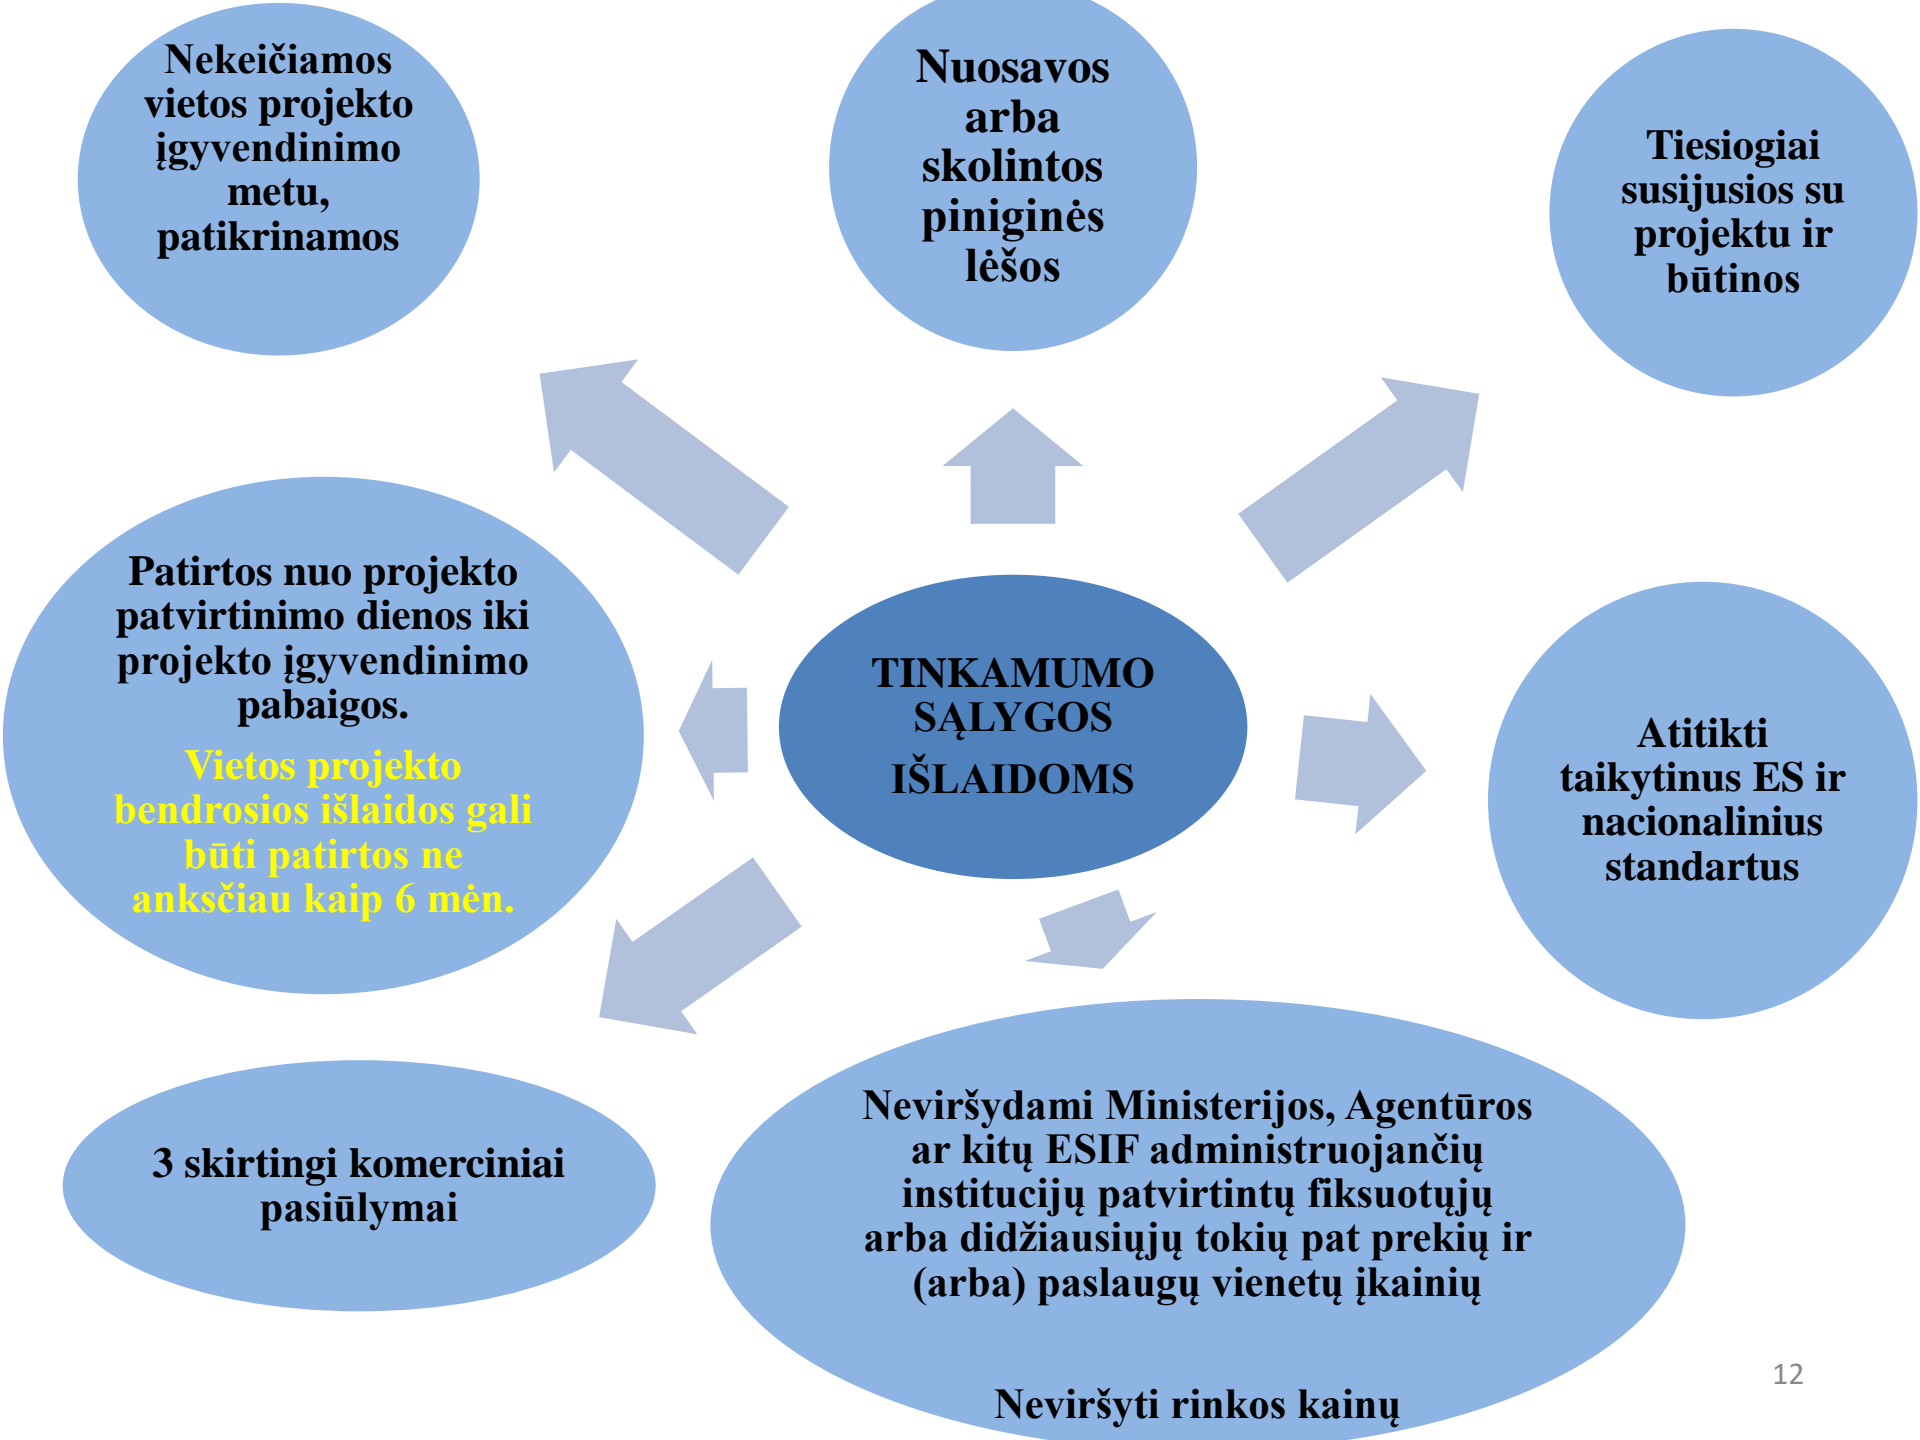 Nekeičiamos
vietos projekto
įgyvendinimo
metu,
patikrinamos
Nuosavos
arba
skolintos
piniginės
lėšos
Tiesiogiai
susijusios su
projektu ir
būtinos
Patirtos nuo projekto
patvirtinimo dienos iki
projekto įgyvendinimo
pabaigos.
Vietos projekto
bendrosios išlaidos gali
būti patirtos ne
anksčiau kaip 6 mėn.
TINKAMUMO
SĄLYGOS
IŠLAIDOMS
Atitikti
taikytinus ES ir
nacionalinius
standartus
3 skirtingi komerciniai
pasiūlymai
Neviršydami Ministerijos, Agentūros
ar kitų ESIF administruojančių
institucijų patvirtintų fiksuotųjų
arba didžiausiųjų tokių pat prekių ir
(arba) paslaugų vienetų įkainių
Neviršyti rinkos kainų
12